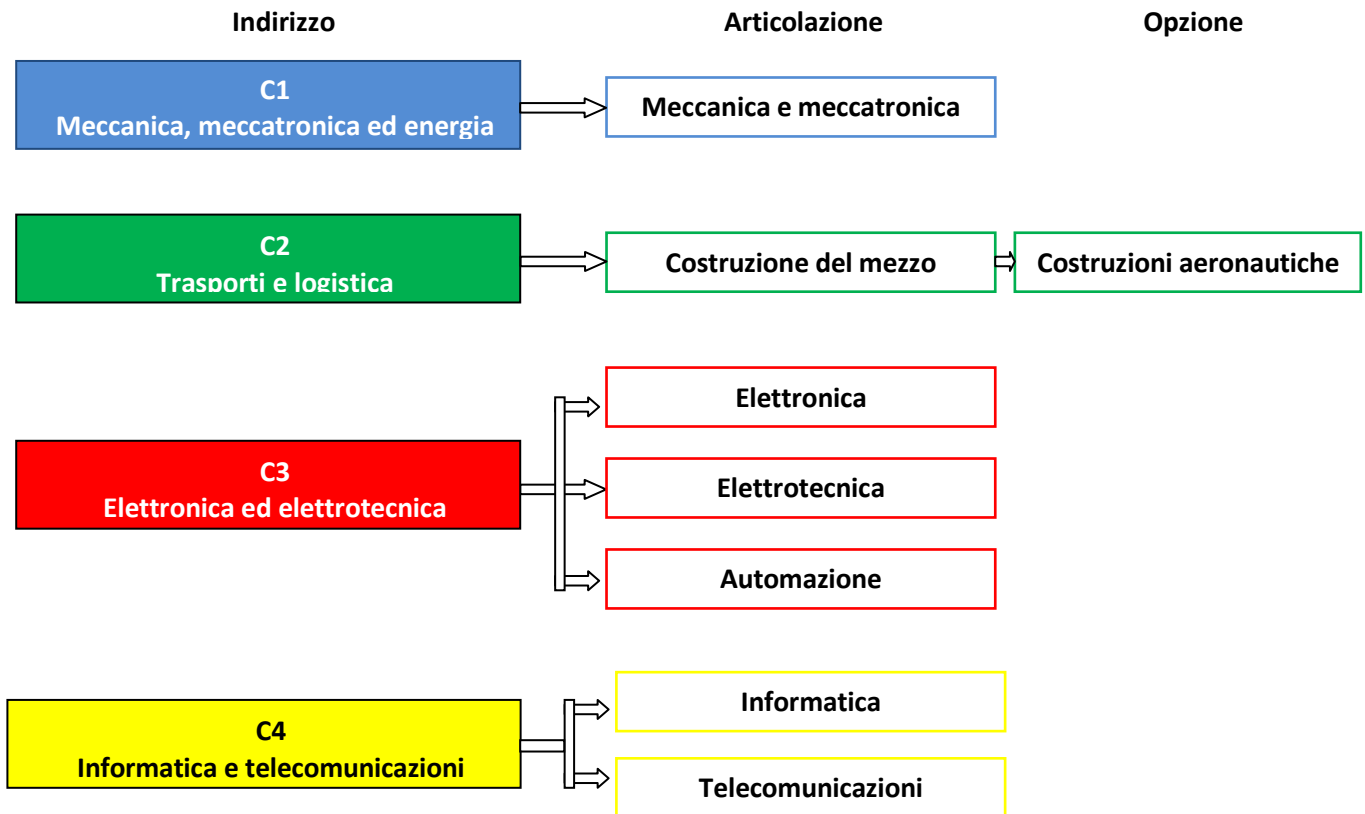 Indirizzo Articolazione Opzione
C1
Meccanica, meccatronica ed energia
Meccanica e meccatronica
C2
Trasporti e logistica
Costruzione del mezzo
Costruzioni aeronautiche
C3
Elettronica ed elettrotecnica
Elettronica
Elettrotecnica
Automazione
C4
Informatica e telecomunicazioni
Informatica
Telecomunicazioni